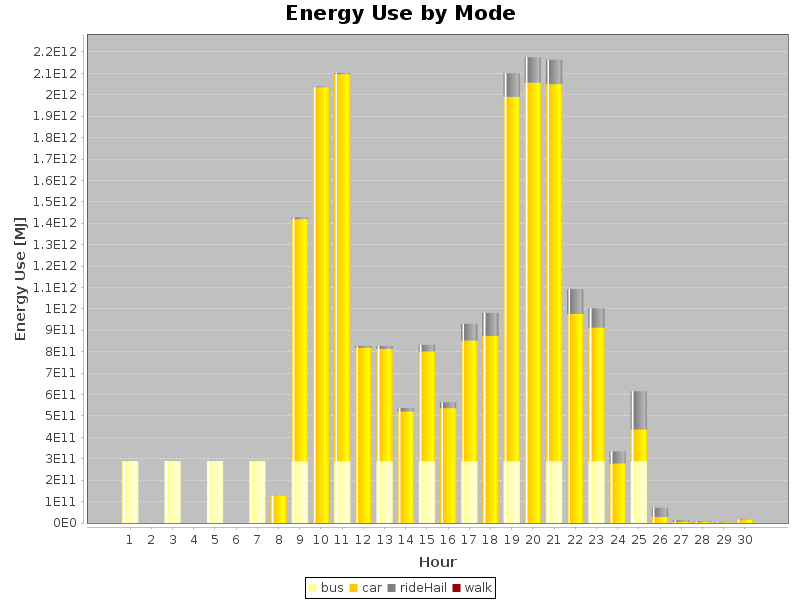 Energy Use by Mode
Energy Use [MJ]
2.2E12
2.1E12
2E12
1.9E12
1.8E12
1.7E12
1.6E12
1.5E12
1.4E12
1.3E12
1.2E12
1.1E12
1E12
9E11
8E11
7E11
6E11
5E11
4E11
3E11
2E11
1E11
0E0
1 2 3 4 5 6 7 8 9 10 11 12 13 14 15 16 17 18 19 20 21 22 23 24 25 26 27 28 29 30
Hour
bus car rideHail walk